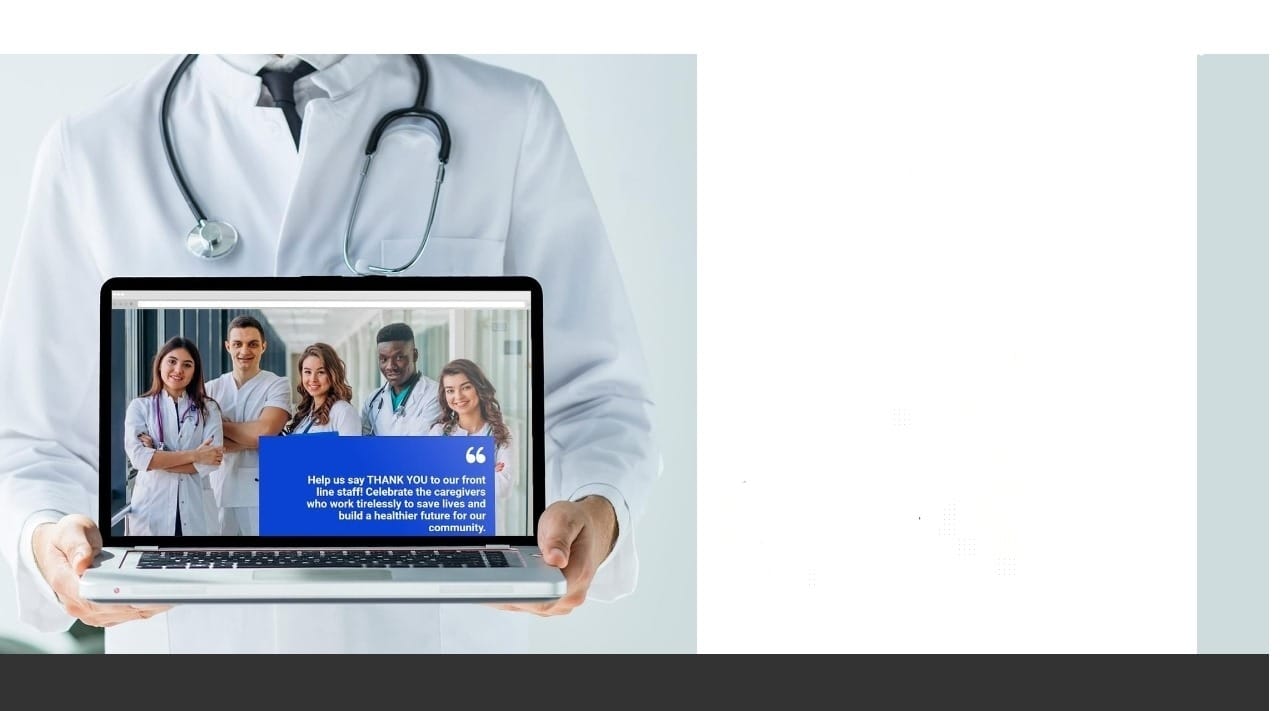 “
Help us say THANK YOU to our front
line staff! Celebrate the caregivers
who work tirelessly to save lives and
build a healthier future for our
community.